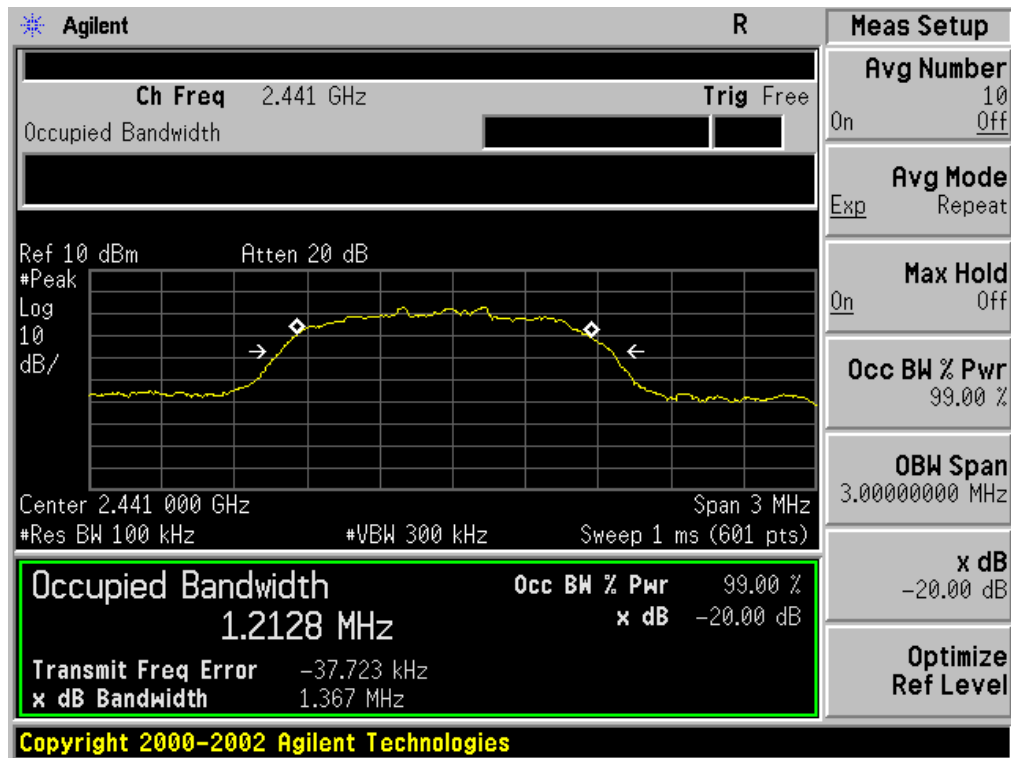 Agilent R Meas Setup
Ch Freq 2.441 GHz Trig Free
Occupied Bandwidth
Ref 10 dBm Atten 20 dB
#Peak
Log
10
dB/
Center 2.441 000 GHz Span 3 MHz
#Res BW 100 kHz #VBW 300 kHz Sweep 1 ms (601 pts)
Occupied Bandwidth Occ BW % Pwr 99.00 %
1.2128 MHz x dB -20.00 dB
Transmit Freq Error -37.723 kHz
x dB Bandwidth 1.367 MHz
Avg Number
10
On Off
Avg Mode
Exp Repeat
Max Hold
On Off
Occ BW % Pwr
99.00 %
OBW Span
3.00000000 MHz
x dB
-20.00 dB
Optimize
Ref Level
Copyright 2000-2002 Agilent Technologies